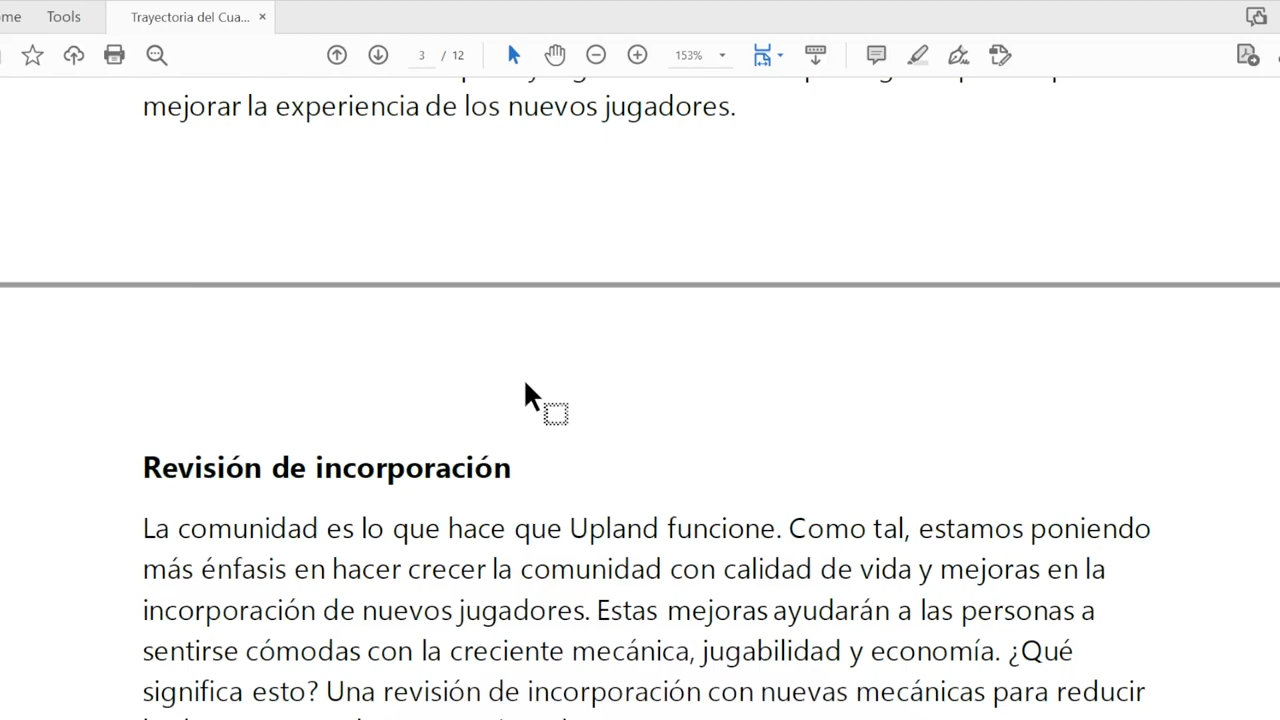 ome Tools Trayectoria del Cua... ×
3 / 12 153%
mejorar la experiencia de los nuevos jugadores.
Revisión de incorporación
La comunidad es lo que hace que Upland funcione. Como tal, estamos poniendo
más énfasis en hacer crecer la comunidad con calidad de vida y mejoras en la
incorporación de nuevos jugadores. Estas mejoras ayudarán a las personas a
sentirse cómodas con la creciente mecánica, jugabilidad y economía. ¿Qué
significa esto? Una revisión de incorporación con nuevas mecánicas para reducir